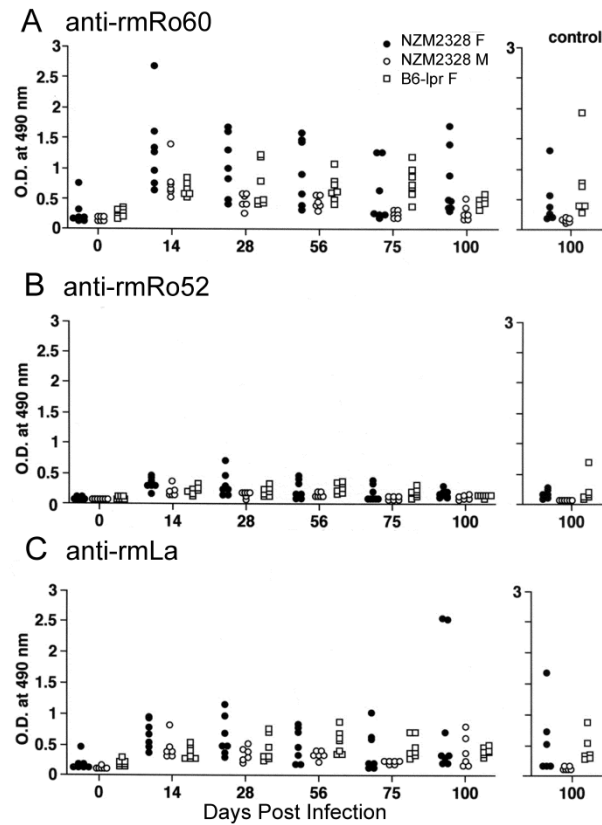 A anti-rmRo60
● NZM2328 F
○ NZM2328 M
□ B6-lpr F
control
O.D. at 490 nm
3
2.5
2
1.5
1
0.5
0
0 14 28 56 75 100
3
100
B anti-rmRo52
O.D. at 490 nm
3
2.5
2
1.5
1
0.5
0
0 14 28 56 75 100
3
100
C anti-rmLa
O.D. at 490 nm
3
2.5
2
1.5
1
0.5
0
0 14 28 56 75 100
3
100
Days Post Infection